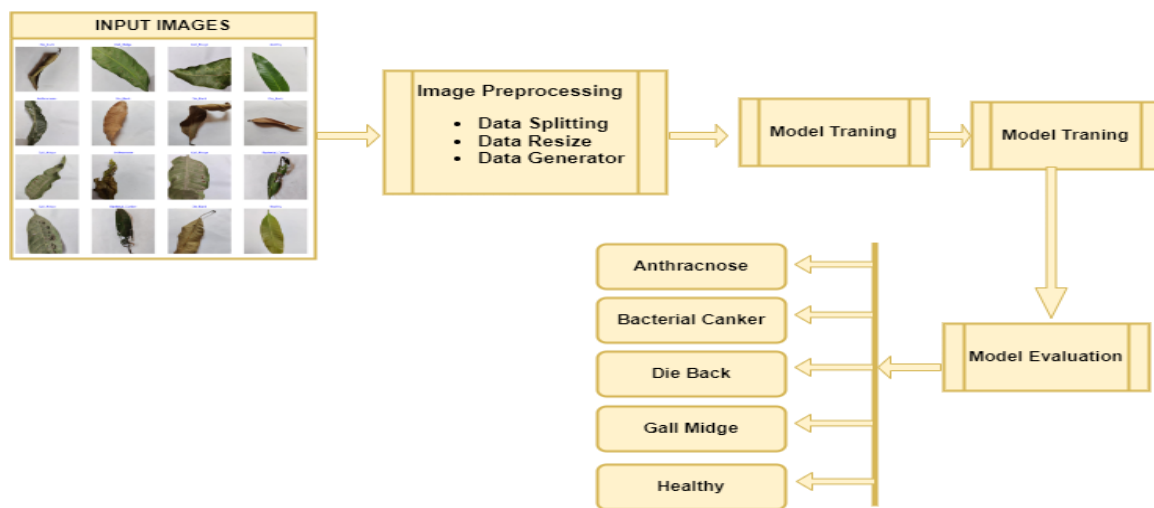 INPUT IMAGES
Image Preprocessing
• Data Splitting
• Data Resize
• Data Generator
Model Traning
Model Traning
Model Evaluation
Anthracnose
Bacterial Canker
Die Back
Gall Midge
Healthy